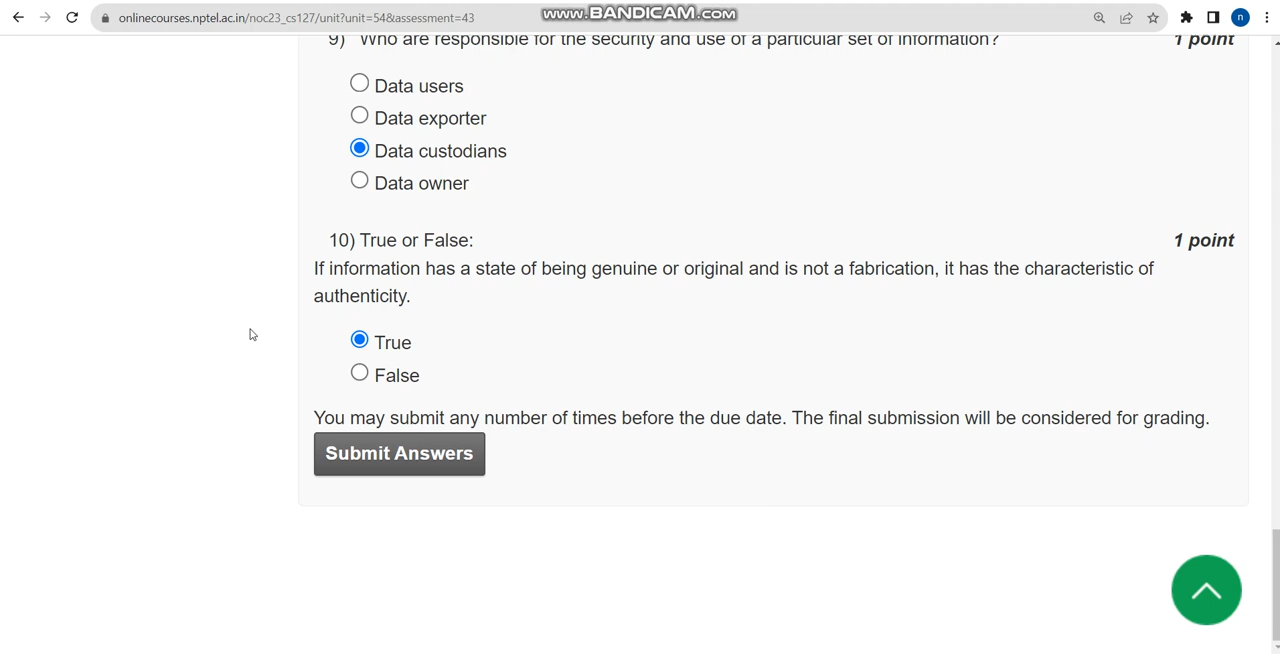 onlinecourses.nptel.ac.in/noc23_cs127/unit?unit=54&assessment=43
www.BANDICAM.com
n
9) Who are responsible for the security and use of a particular set of information? 1 point
Data users
Data exporter
Data custodians
Data owner
10) True or False: 1 point
If information has a state of being genuine or original and is not a fabrication, it has the characteristic of
authenticity.
True
False
You may submit any number of times before the due date. The final submission will be considered for grading.
Submit Answers